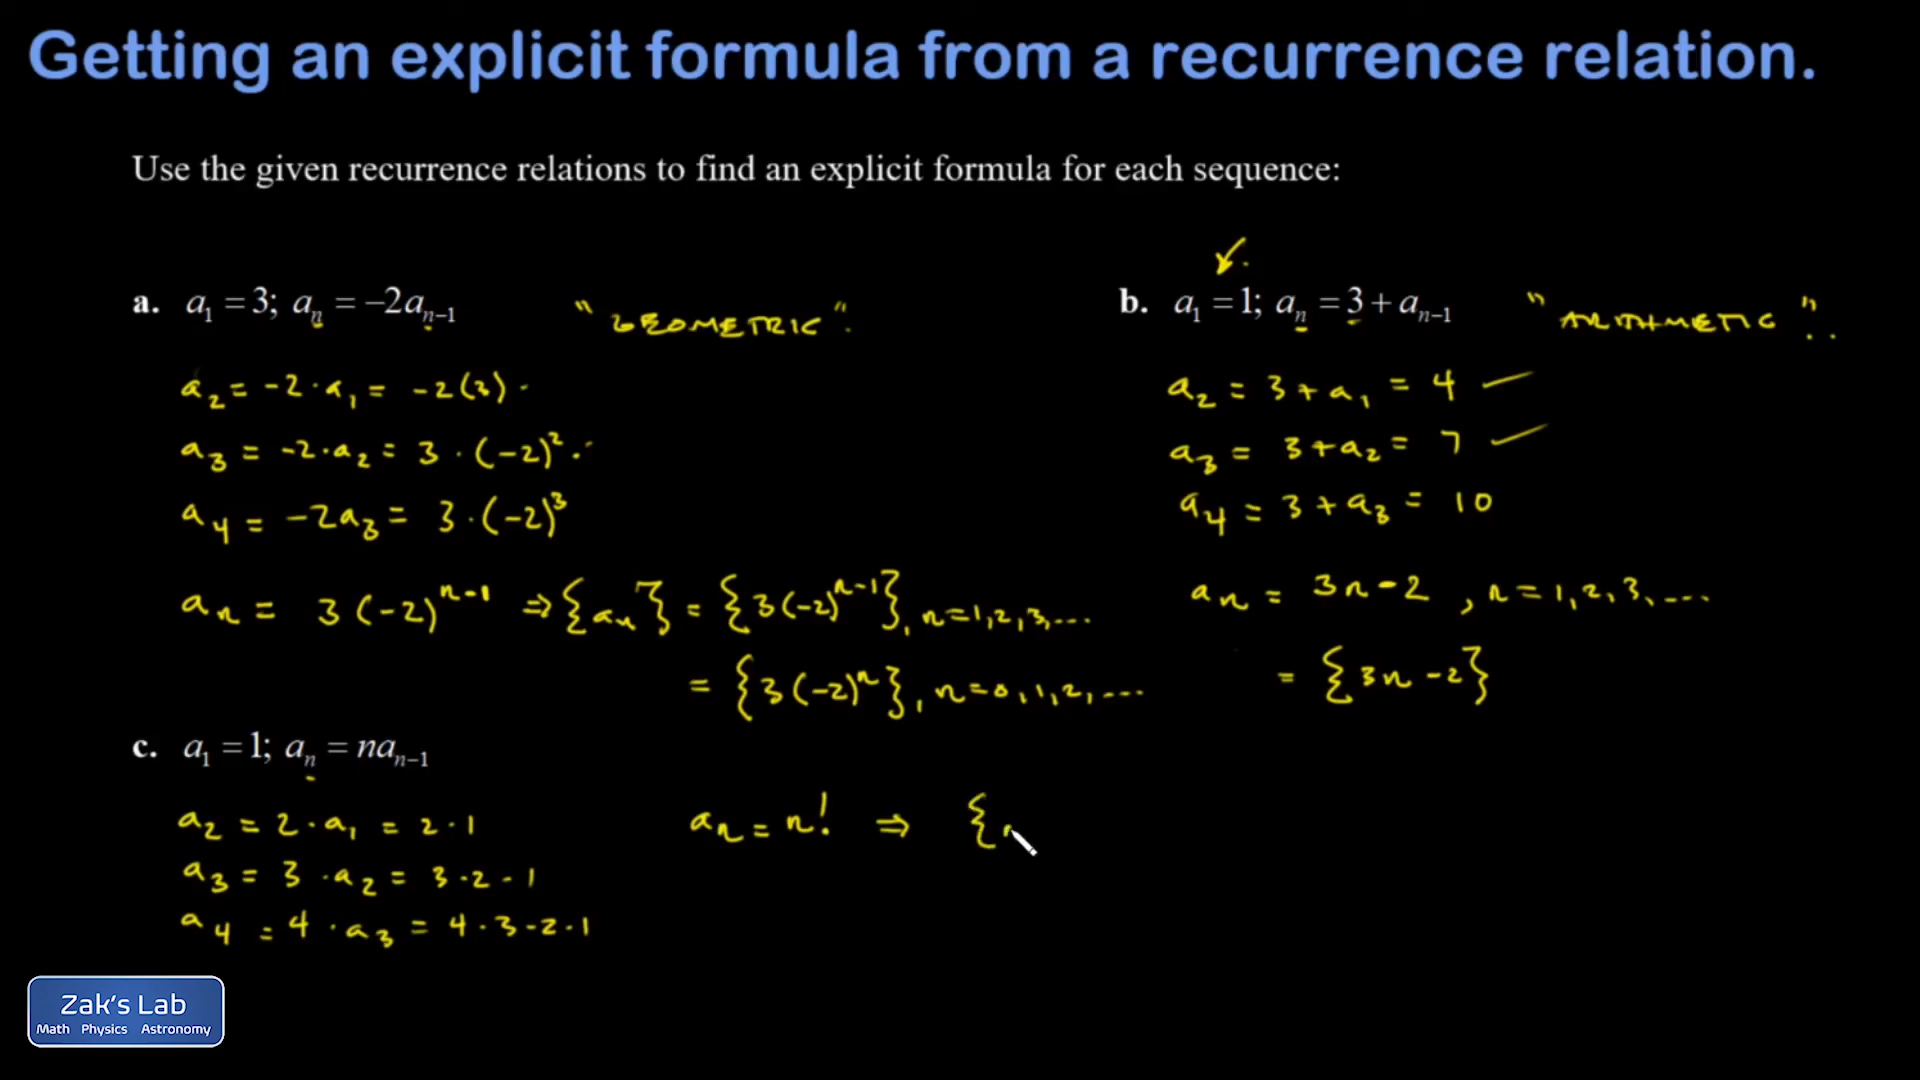 Getting an explicit formula from a recurrence relation.
Use the given recurrence relations to find an explicit formula for each sequence:
a. a₁ = 3; aₙ = −2aₙ₋₁ "GEOMETRIC".
a₂ = -2 · a₁ = -2(3)
a₃ = -2 · a₂ = 3 · (-2)²
a₄ = -2a₃ = 3 · (-2)³
aₙ = 3(-2)ⁿ⁻¹ ⇒ {aₙ} = {3(-2)ⁿ⁻¹}, n=1,2,3,...
= {3(-2)ⁿ}, n=0,1,2,...
b. a₁ = 1; aₙ = 3 + aₙ₋₁ "ARITHMETIC"..
a₂ = 3 + a₁ = 4
a₃ = 3 + a₂ = 7
a₄ = 3 + a₃ = 10
aₙ = 3n - 2, n = 1, 2, 3, ...
= {3n - 2}
c. a₁ = 1; aₙ = naₙ₋₁
a₂ = 2 · a₁ = 2 · 1
a₃ = 3 · a₂ = 3 · 2 · 1
a₄ = 4 · a₃ = 4 · 3 · 2 · 1
aₙ = n! ⇒ {
Zak's Lab
Math Physics Astronomy